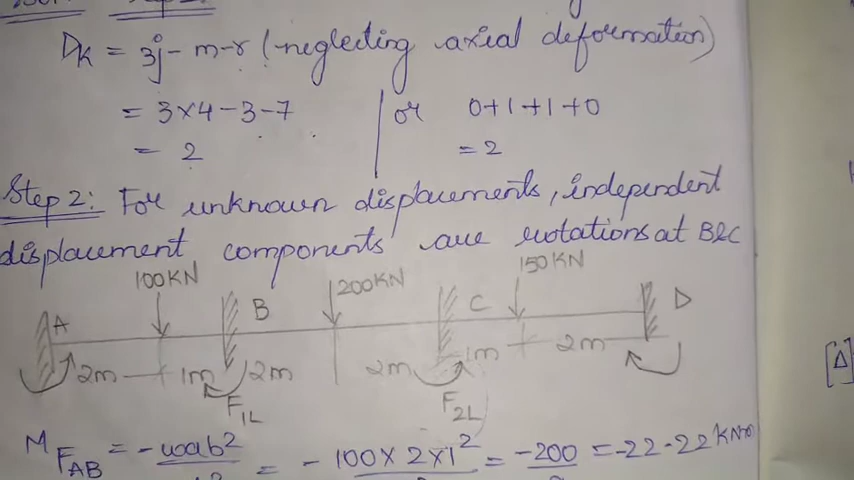 Dk = 3j - m - r (neglecting axial deformation)
= 3×4 - 3 - 7 or 0+1+1+0
= 2 = 2
Step 2: For unknown displacements, independent
displacement components are rotations at B&C
100KN 200KN 150KN
A B C D
2m 1m 2m 2m 1m 2m
F1L F2L
[Δ]
MFAB = -wab² = -100×2×1² = -200 = -22.22 KNm